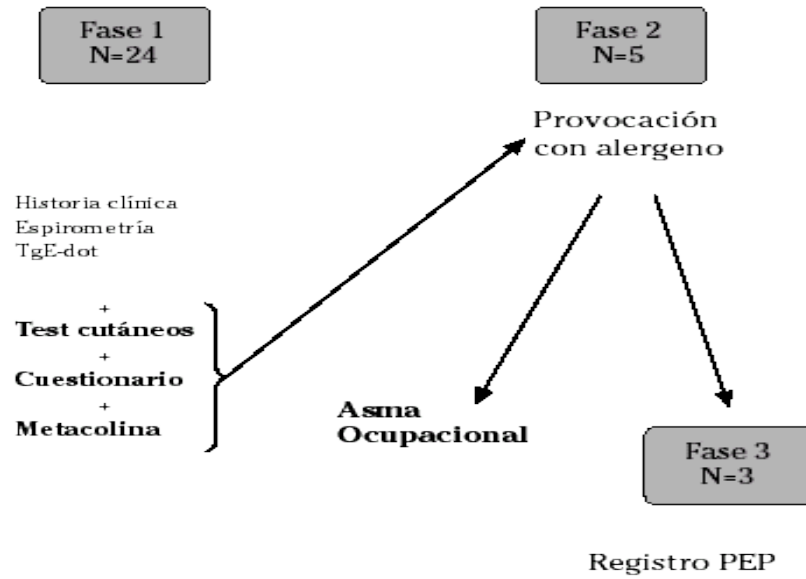 Fase 1
N=24
Fase 2
N=5
Provocación
con alergeno
Historia clínica
Espirometría
TgE-dot
+
Test cutáneos
+
Cuestionario
+
Metacolina
Asma
Ocupacional
Fase 3
N=3
Registro PEP